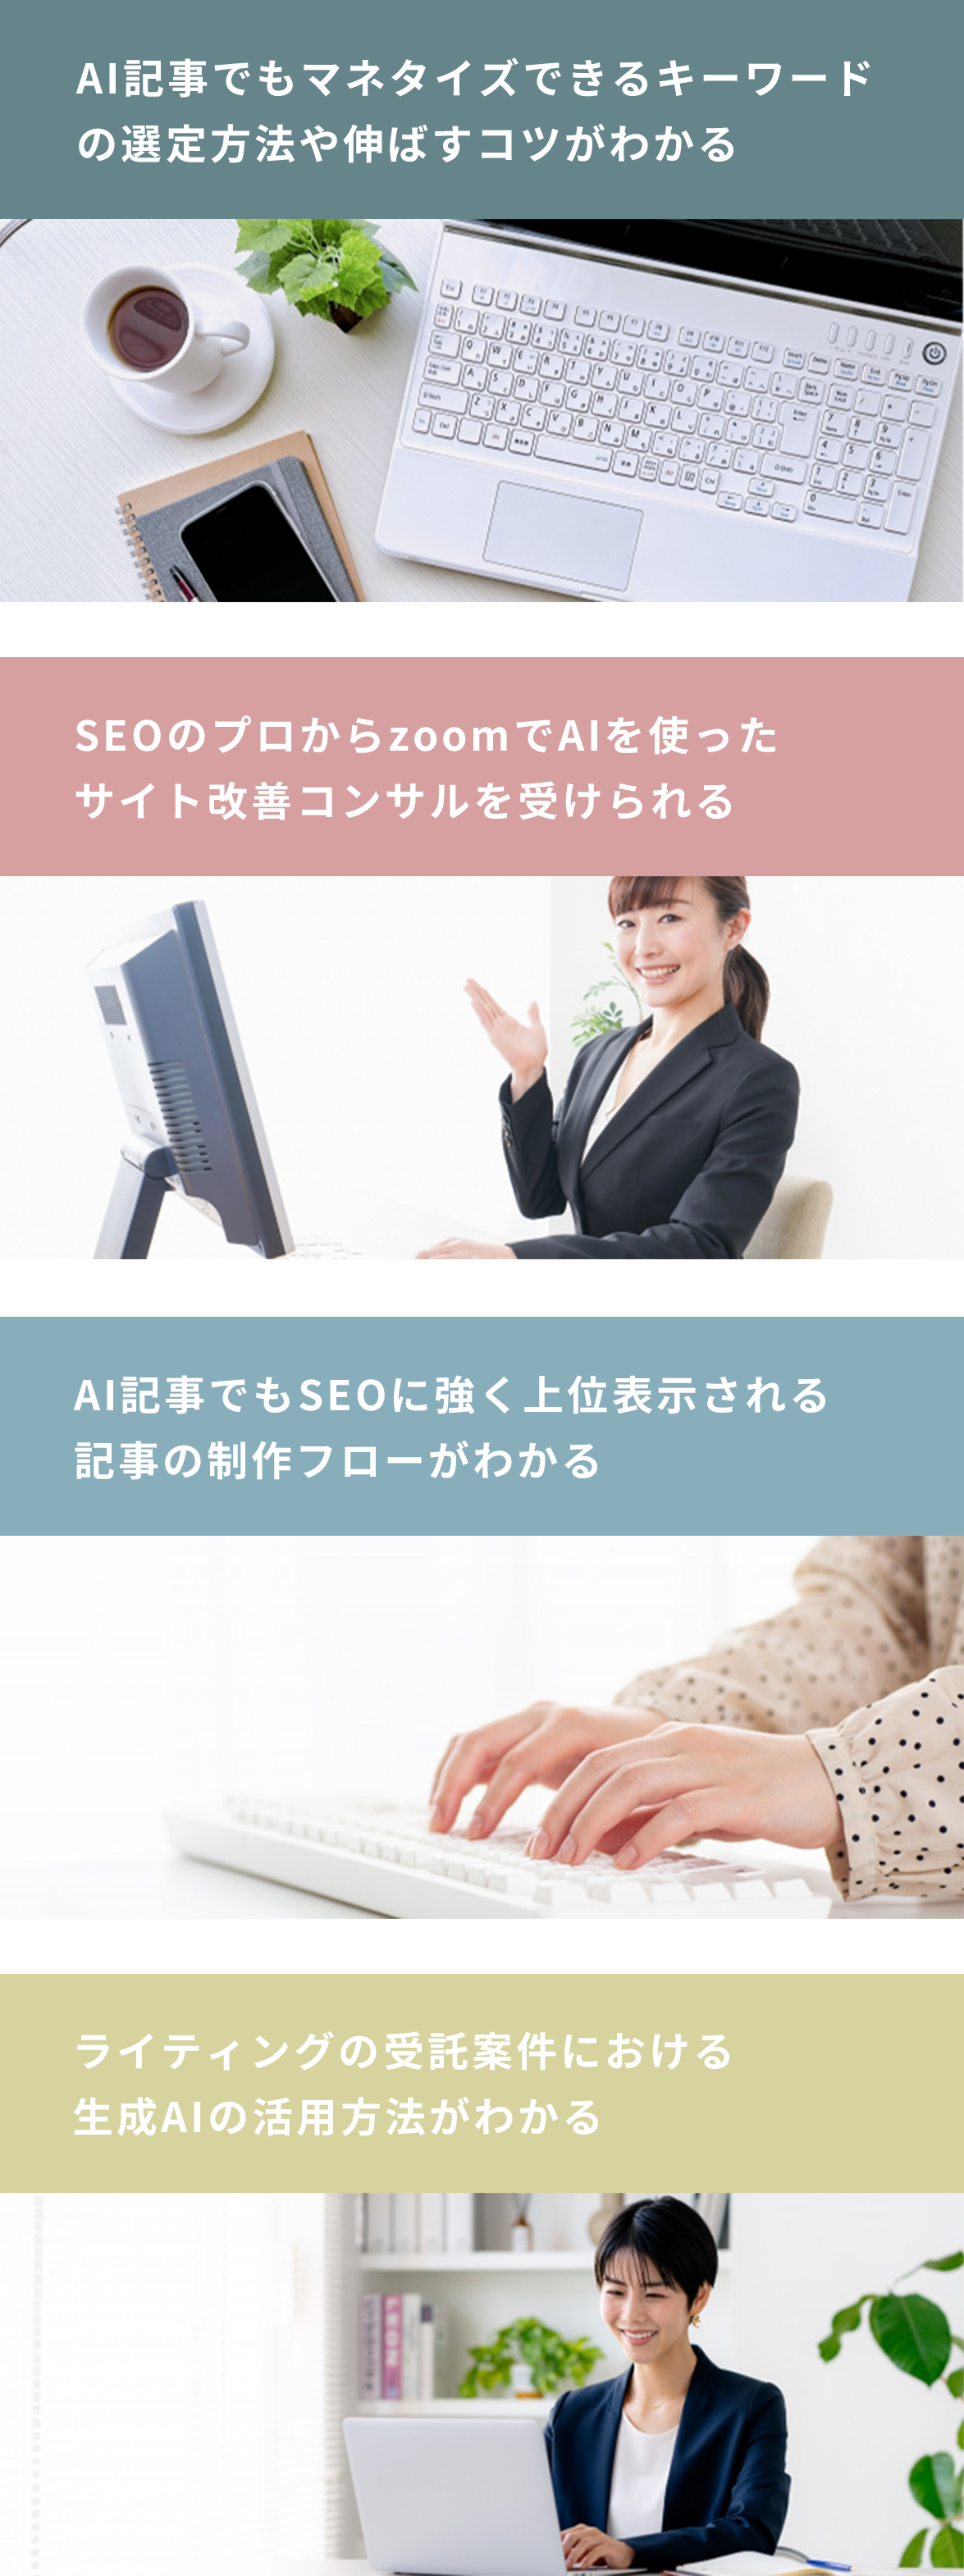 AI記事でもマネタイズできるキーワード
の選定方法や伸ばすコツがわかる
SEOのプロからzoomでAIを使った
サイト改善コンサルを受けられる
AI記事でもSEOに強く上位表示される
記事の制作フローがわかる
ライティングの受託案件における
生成AIの活用方法がわかる